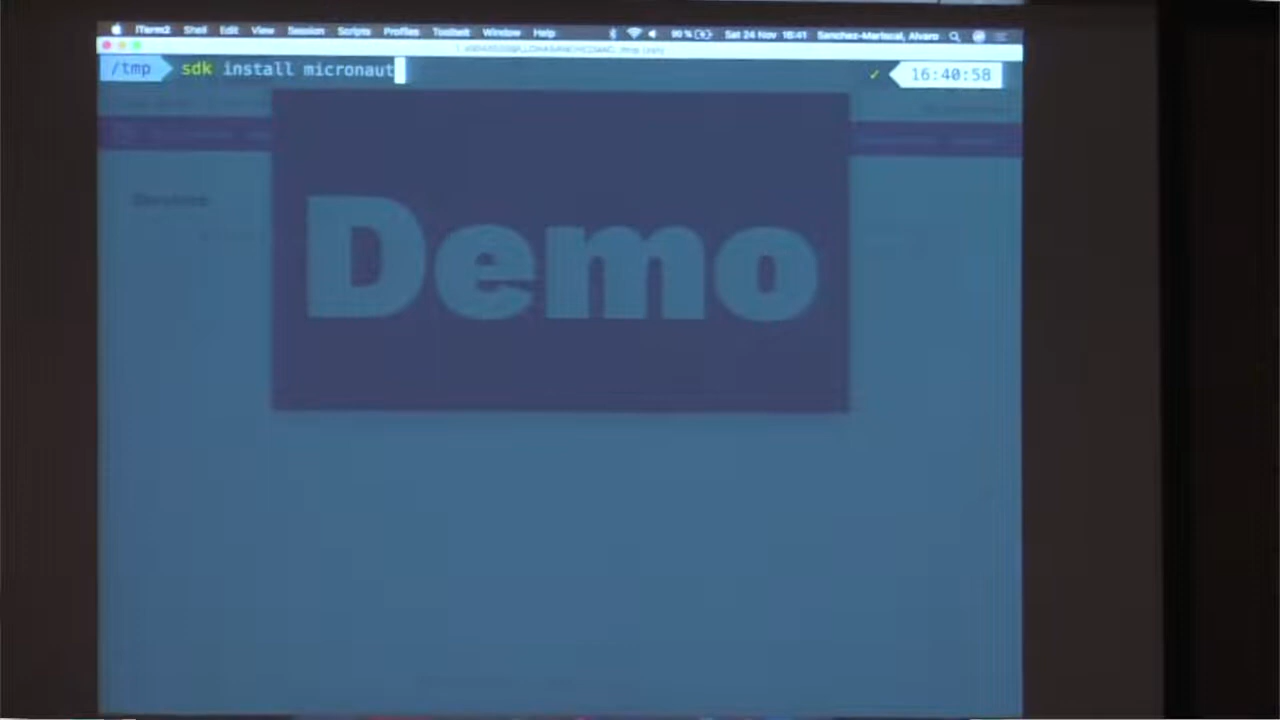 iTerm2 Shell Edit View Session Scripts Profiles Toolbelt Window Help 90% Sat 24 Nov 16:41 Sanchez-Mariscal, Alvaro
/tmp sdk install micronaut ✓ 16:40:58
Demo